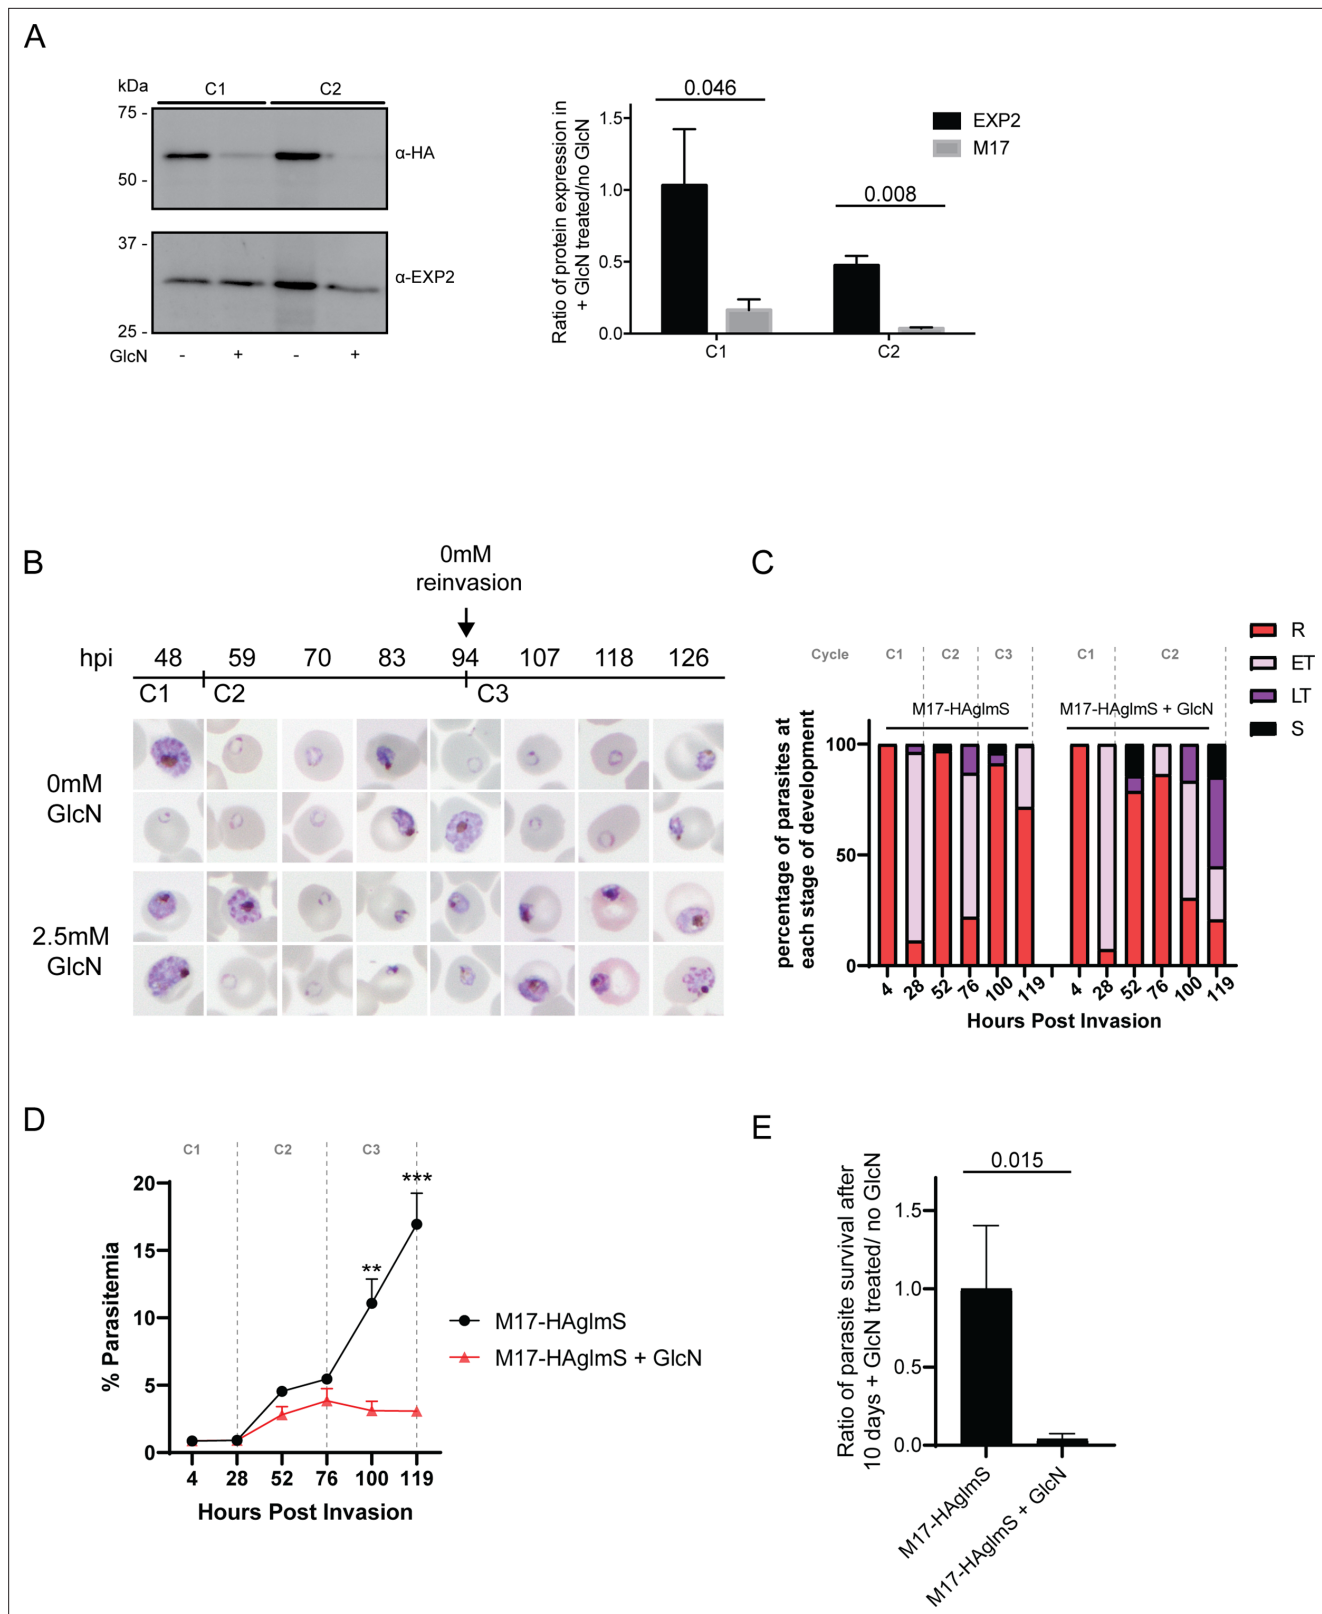 A
kDa
C1
C2
75 -
50 -
α-HA
37 -
25 -
α-EXP2
GlcN
- + - +
Ratio of protein expression in
+ GlcN treated/no GlcN
1.5
1.0
0.5
0.0
0.046
0.008
C1
C2
EXP2
M17
B
0mM
reinvasion
hpi 48 59 70 83 94 107 118 126
C1 C2 C3
0mM
GlcN
2.5mM
GlcN
C
R
ET
LT
S
Cycle C1 C2 C3 C1 C2
M17-HAglmS
M17-HAglmS + GlcN
percentage of parasites at
each stage of development
100
50
0
4 28 52 76 100 119 4 28 52 76 100 119
Hours Post Invasion
D
C1 C2 C3
% Parasitemia
20
15
10
5
0
**
***
4 28 52 76 100 119
Hours Post Invasion
M17-HAglmS
M17-HAglmS + GlcN
E
Ratio of parasite survival after
10 days + GlcN treated/ no GlcN
0.015
1.5
1.0
0.5
0.0
M17-HAglmS
M17-HAglmS + GlcN